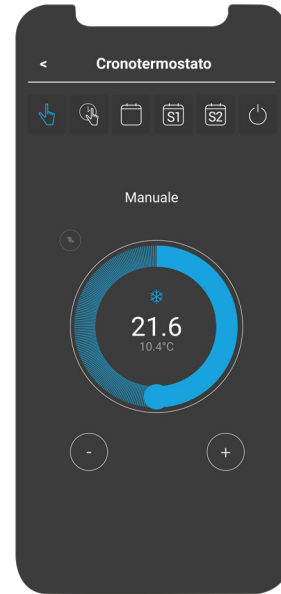 < Cronotermostato
S1 S2
Manuale
21.6
10.4°C
- +